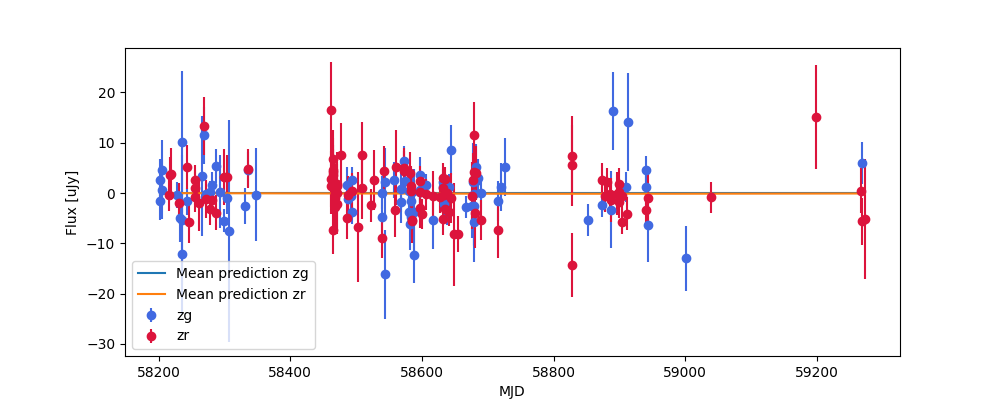 20
10
0
−10
−20
−30
Flux [uJy]
Mean prediction zg
Mean prediction zr
zg
zr
58200 58400 58600 58800 59000 59200
MJD